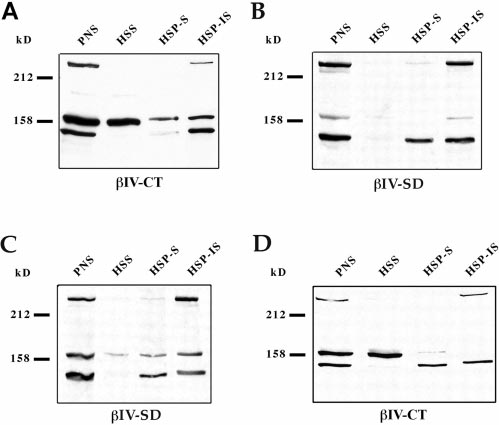 A
kD
PNS
HSS
HSP-S
HSP-IS
212
158
βIV-CT
B
kD
PNS
HSS
HSP-S
HSP-IS
212
158
βIV-SD
C
kD
PNS
HSS
HSP-S
HSP-IS
212
158
βIV-SD
D
kD
PNS
HSS
HSP-S
HSP-IS
212
158
βIV-CT